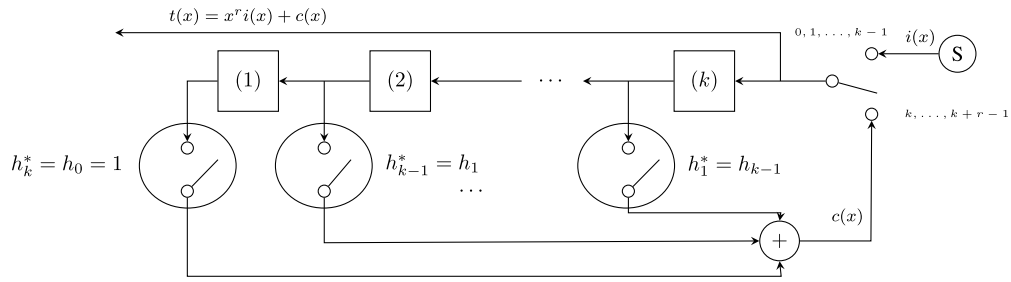 t(x) = x^r i(x) + c(x)
0, 1, . . . , k − 1
i(x)
S
(1)
(2)
· · ·
(k)
k, . . . , k + r − 1
h*_k = h_0 = 1
h*_{k−1} = h_1
h*_1 = h_{k−1}
· · ·
c(x)
+